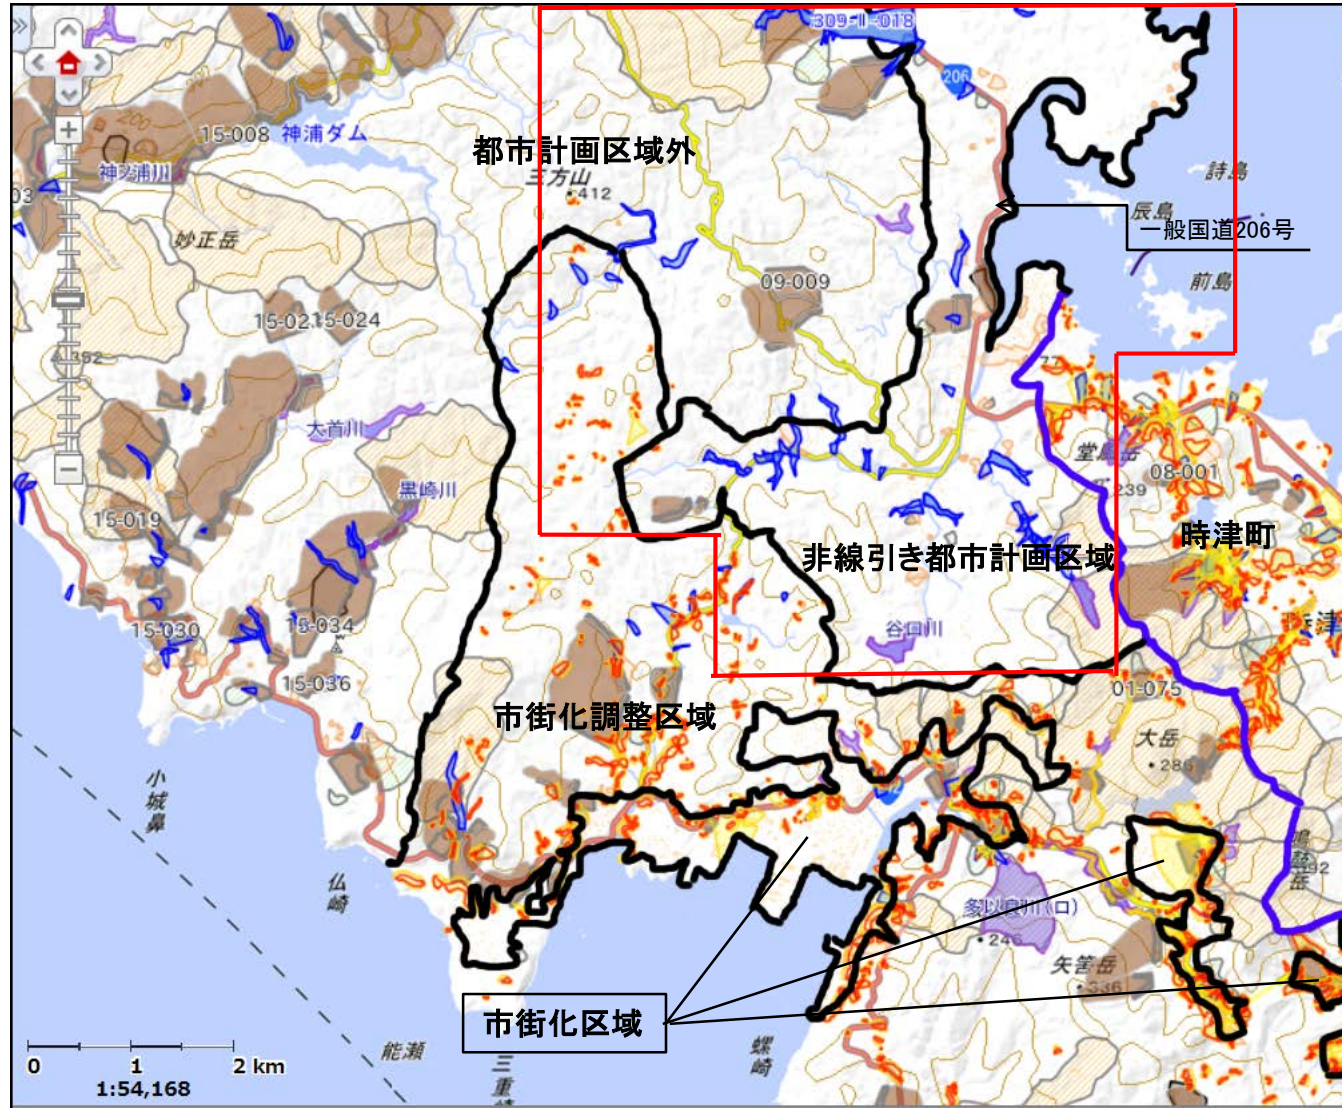 309-Ⅱ-018
206
15-008
神浦ダム
都市計画区域外
神ノ浦川
三方山
412
詩島
03
辰島
一般国道206号
妙正岳
前島
09-009
15-024
77
大首川
堂風岳
08-001
黒崎川
239
15-019
時津町
非線引き都市計画区域
谷口川
15-030
15-034
15-036
01-075
市街化調整区域
大岳
286
小城鼻
仏崎
多以良川(ロ)
246
矢筈岳
336
市街化区域
能瀬
螺崎
0 1 2 km
1:54,168